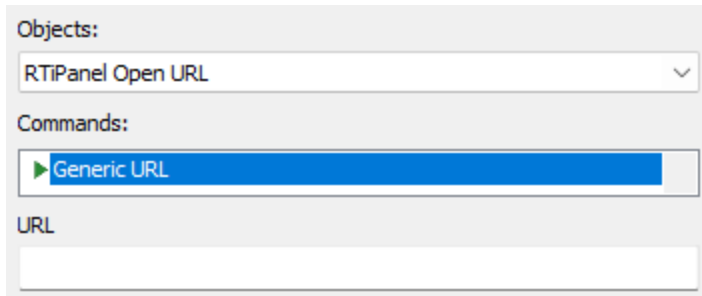 Objects:
RTiPanel Open URL
Commands:
Generic URL
URL